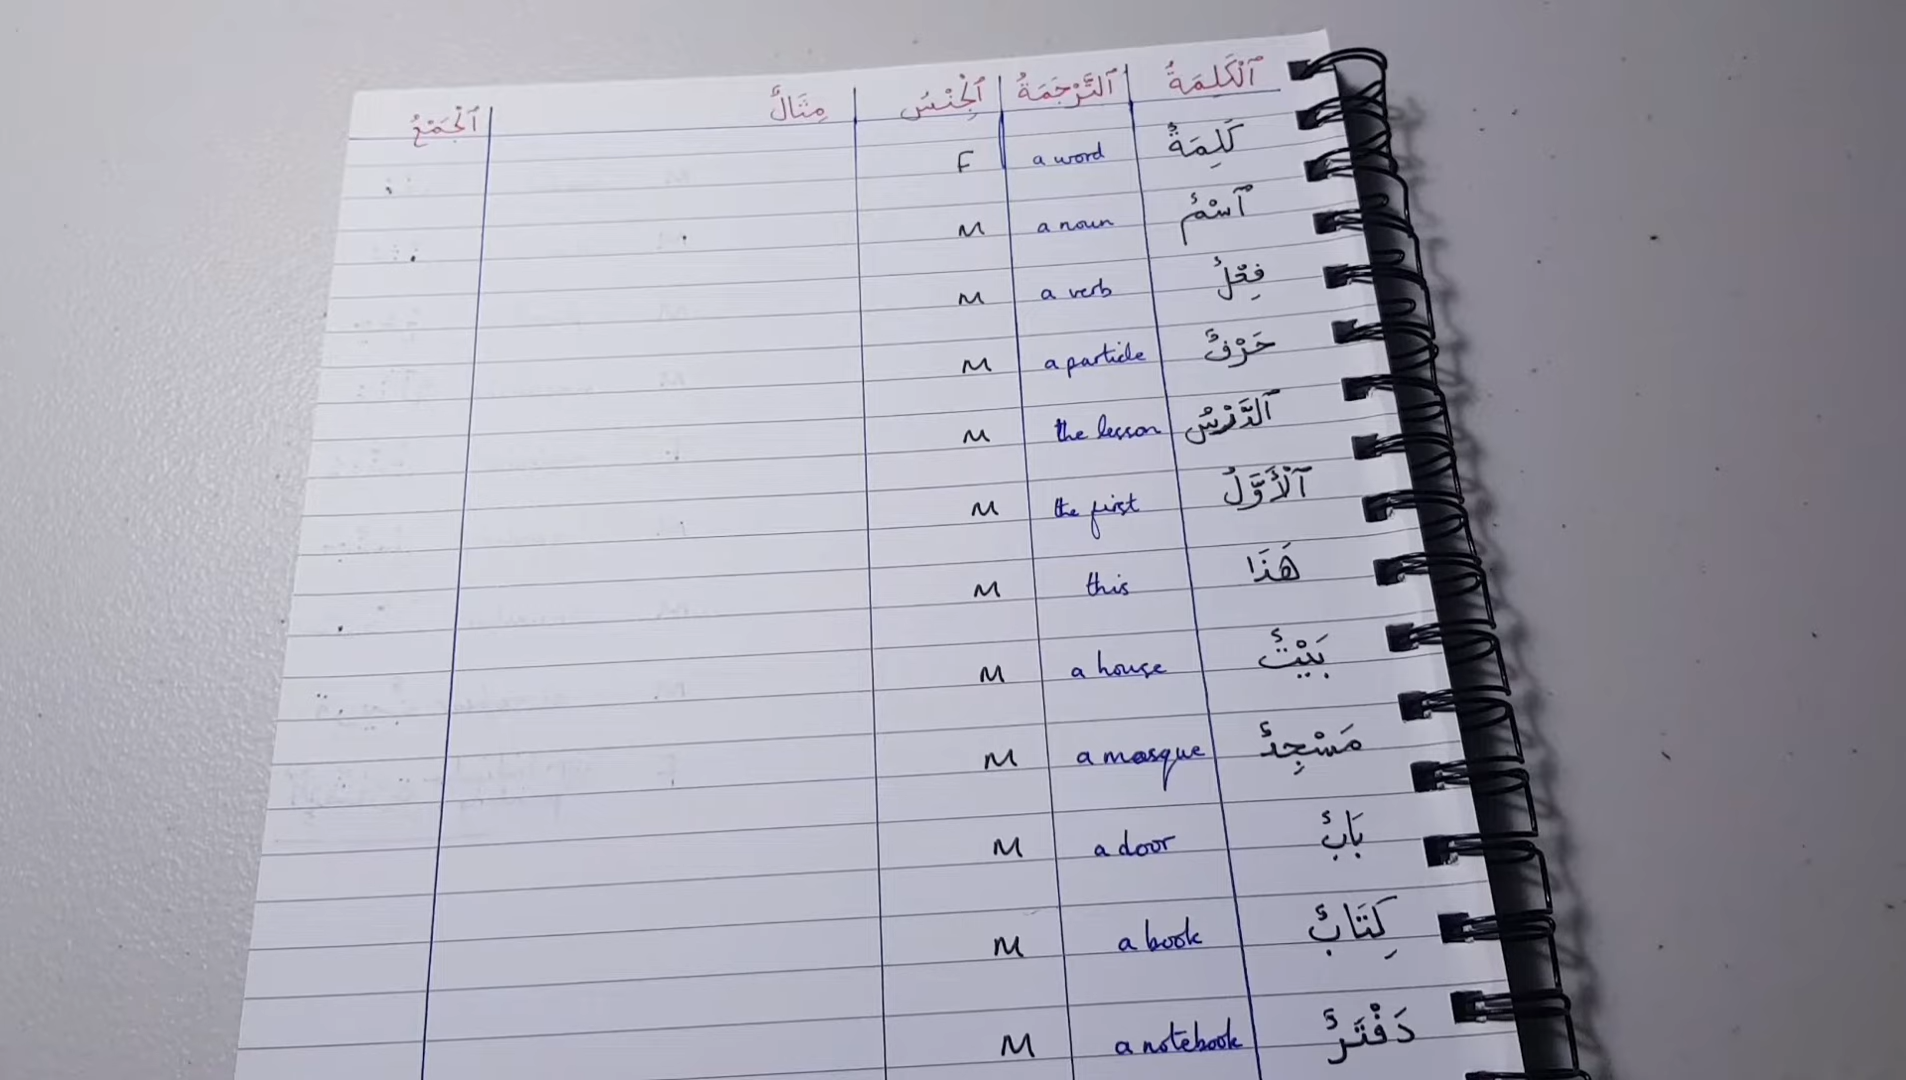 ٱلْكَلِمَةُ ٱلتَّرْجَمَةُ ٱلْجِنْسُ مِثَالٌ ٱلْجَمْعُ
كَلِمَةٌ a word F
ٱسْمٌ a noun M
فِعْلٌ a verb M
حَرْفٌ a particle M
ٱلدَّرْسُ the lesson M
ٱلْأَوَّلُ the first M
هَذَا this M
بَيْتٌ a house M
مَسْجِدٌ a mosque M
بَابٌ a door M
كِتَابٌ a book M
دَفْتَرٌ a notebook M